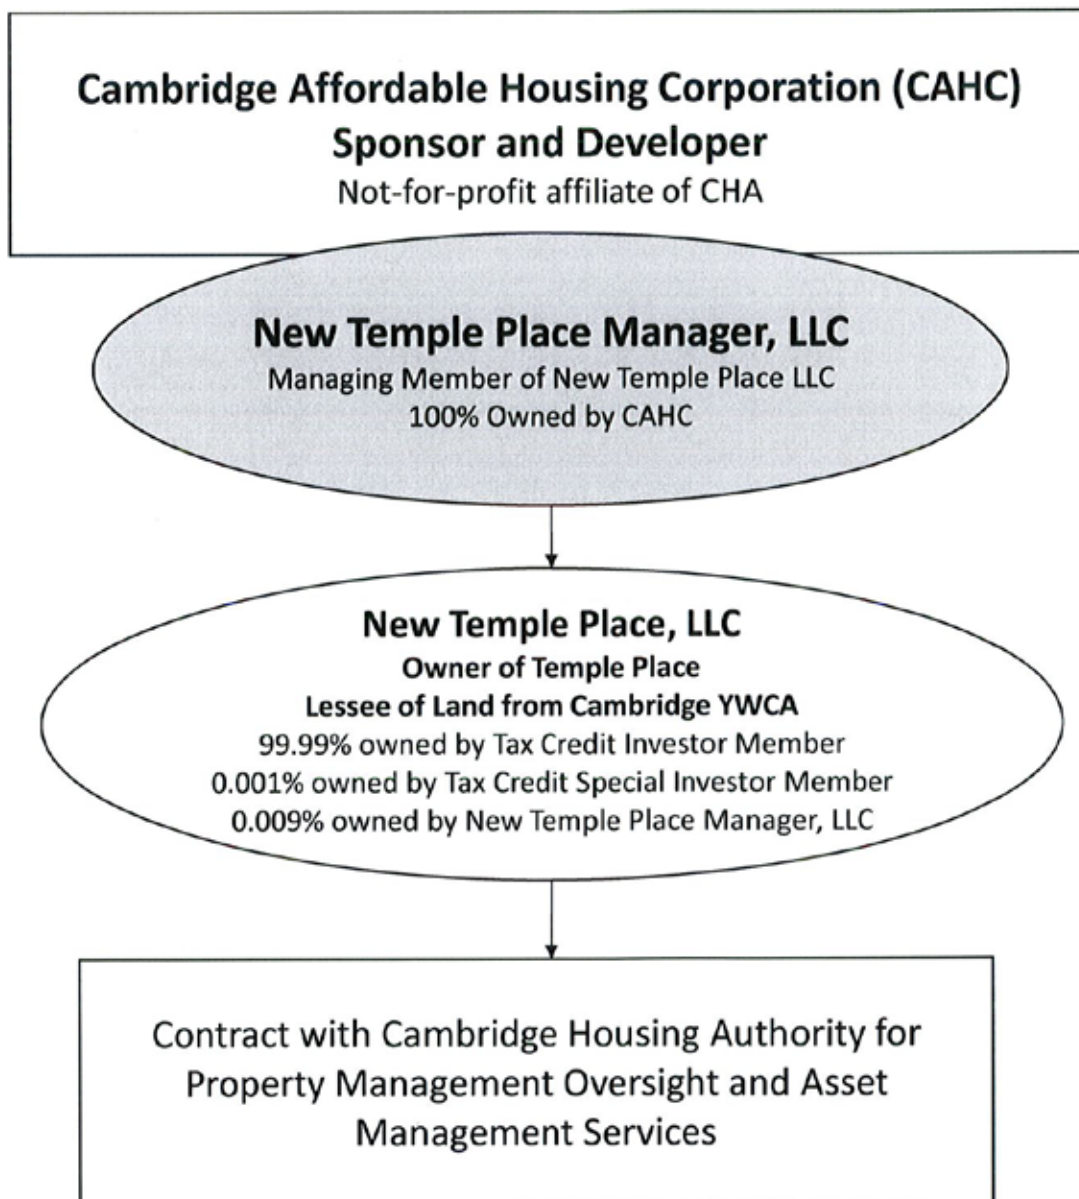 Cambridge Affordable Housing Corporation (CAHC)
Sponsor and Developer
Not-for-profit affiliate of CHA
New Temple Place Manager, LLC
Managing Member of New Temple Place LLC
100% Owned by CAHC
New Temple Place, LLC
Owner of Temple Place
Lessee of Land from Cambridge YWCA
99.99% owned by Tax Credit Investor Member
0.001% owned by Tax Credit Special Investor Member
0.009% owned by New Temple Place Manager, LLC
Contract with Cambridge Housing Authority for
Property Management Oversight and Asset
Management Services